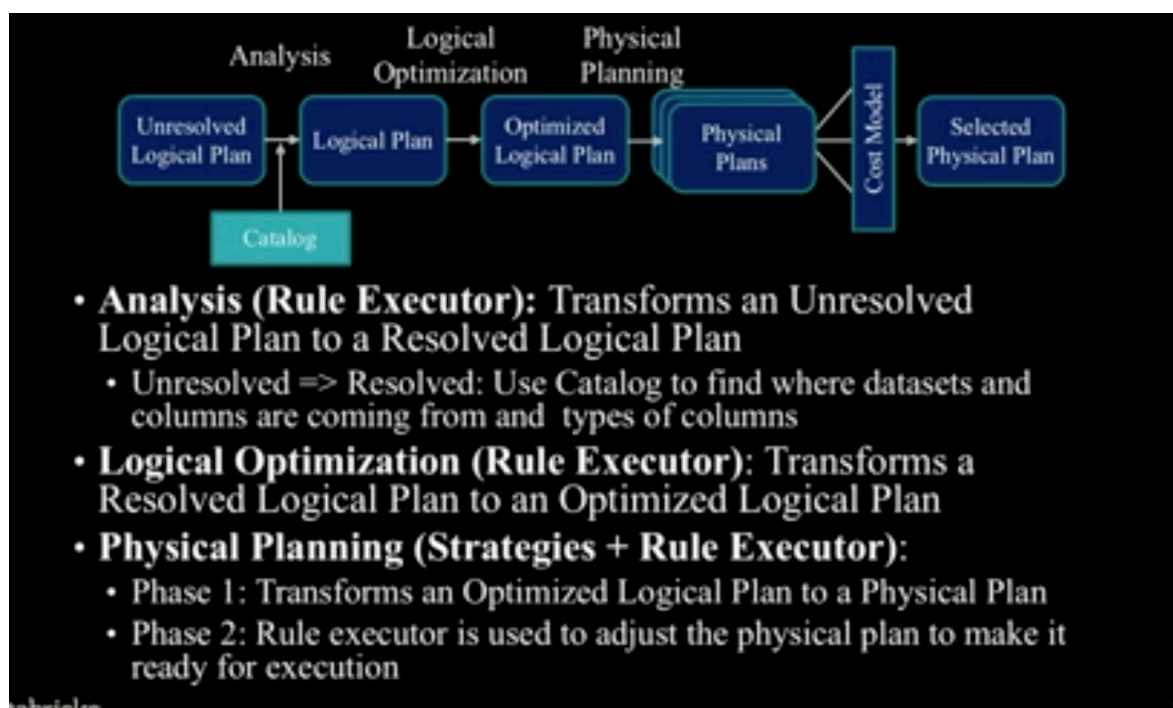 Analysis
Logical
Optimization
Physical
Planning
Unresolved
Logical Plan
Logical Plan
Optimized
Logical Plan
Physical
Plans
Cost Model
Selected
Physical Plan
Catalog
• Analysis (Rule Executor): Transforms an Unresolved
Logical Plan to a Resolved Logical Plan
• Unresolved => Resolved: Use Catalog to find where datasets and
columns are coming from and types of columns
• Logical Optimization (Rule Executor): Transforms a
Resolved Logical Plan to an Optimized Logical Plan
• Physical Planning (Strategies + Rule Executor):
• Phase 1: Transforms an Optimized Logical Plan to a Physical Plan
• Phase 2: Rule executor is used to adjust the physical plan to make it
ready for execution